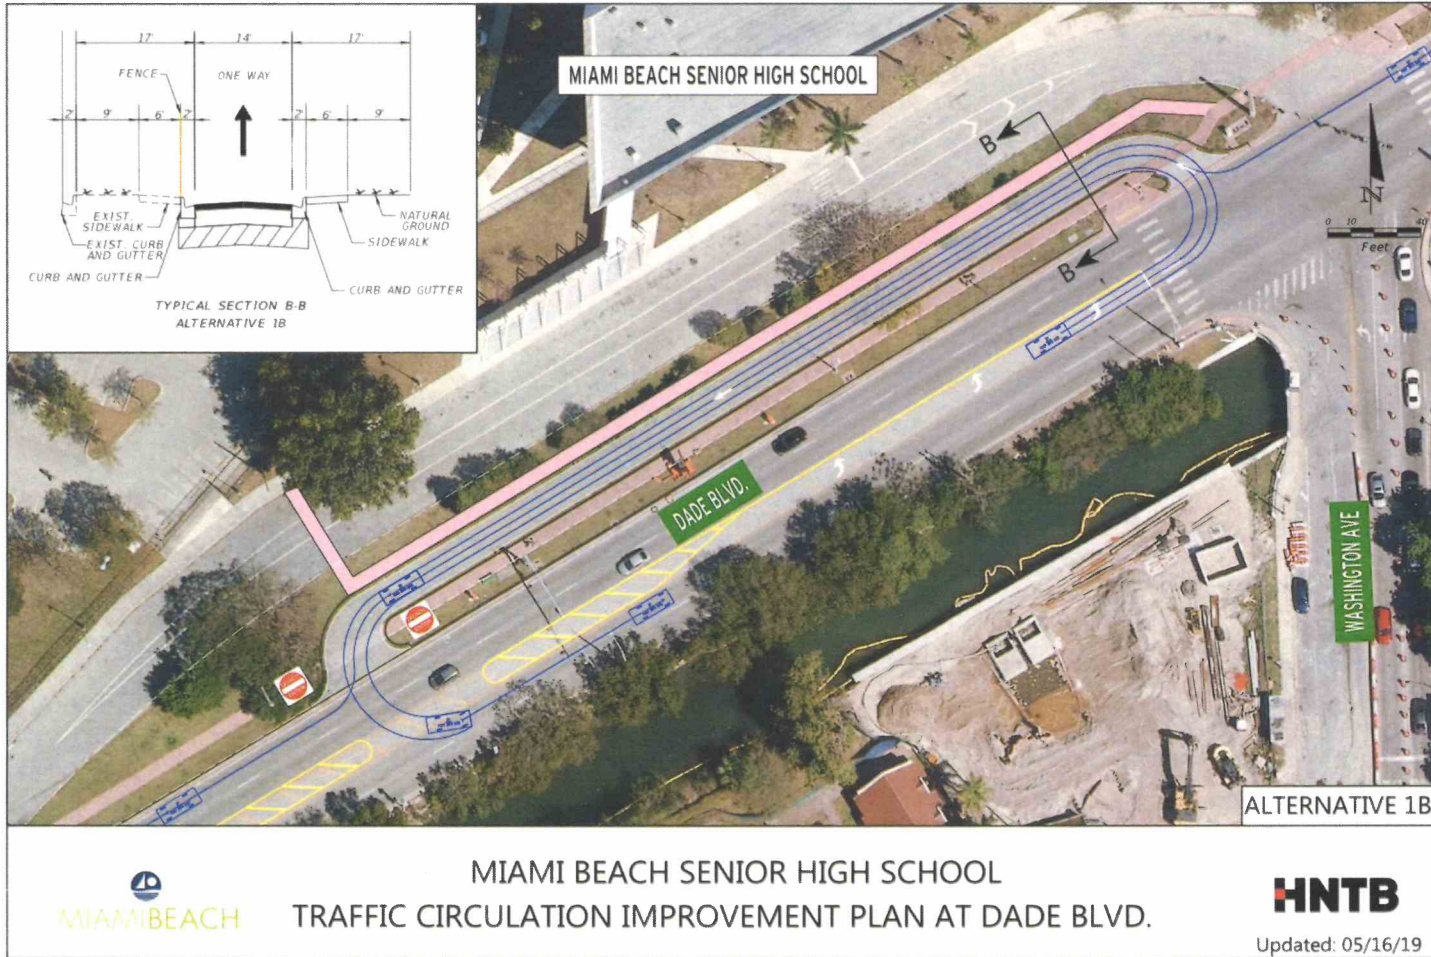 17' 14' 17'
FENCE
ONE WAY
2' 9' 6' 2' 2' 6' 9'
EXIST.
SIDEWALK
EXIST. CURB
AND GUTTER
CURB AND GUTTER
NATURAL
GROUND
SIDEWALK
CURB AND GUTTER
TYPICAL SECTION B-B
ALTERNATIVE 1B
MIAMI BEACH SENIOR HIGH SCHOOL
B
B
N
0 10 40
Feet
DADE BLVD.
WASHINGTON AVE
ALTERNATIVE 1B
MIAMIBEACH
MIAMI BEACH SENIOR HIGH SCHOOL
TRAFFIC CIRCULATION IMPROVEMENT PLAN AT DADE BLVD.
HNTB
Updated: 05/16/19